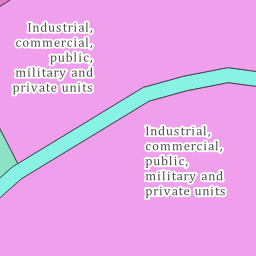 Industrial,
commercial,
public,
military and
private units
Industrial,
commercial,
public,
military and
private units